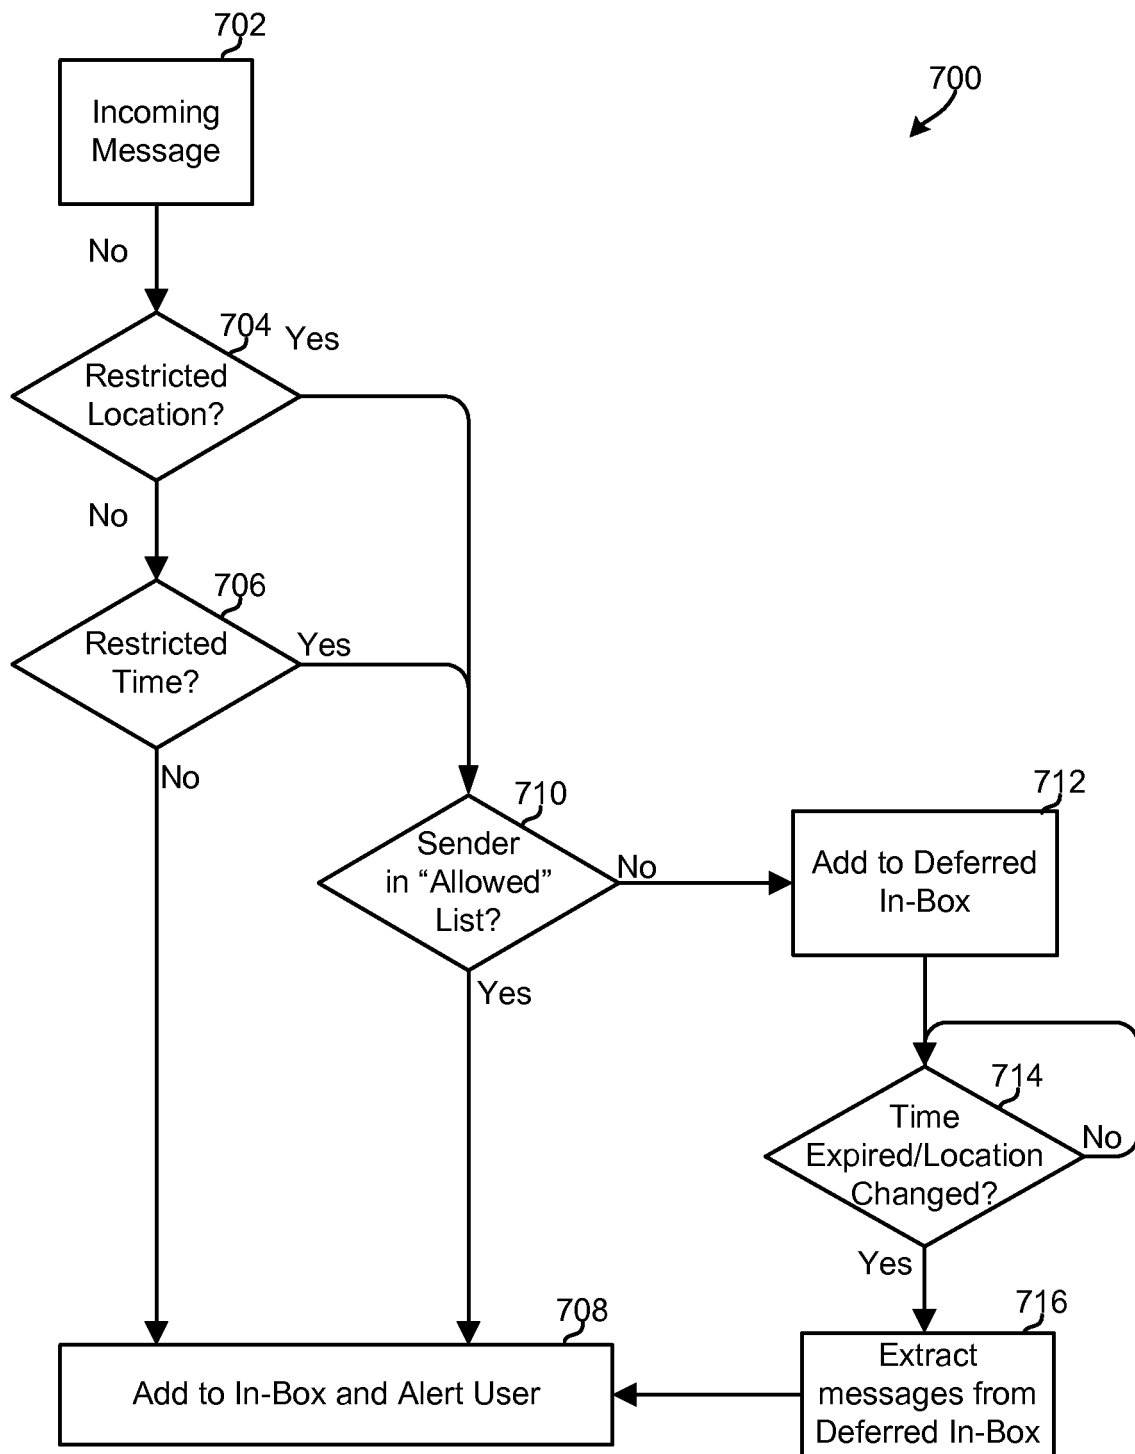 702
700
Incoming
Message
No
704
Yes
Restricted
Location?
No
706
Restricted
Time?
Yes
No
710
Sender
in “Allowed”
List?
No
712
Add to Deferred
In-Box
Yes
714
Time
Expired/Location
Changed?
No
Yes
708
Add to In-Box and Alert User
716
Extract
messages from
Deferred In-Box